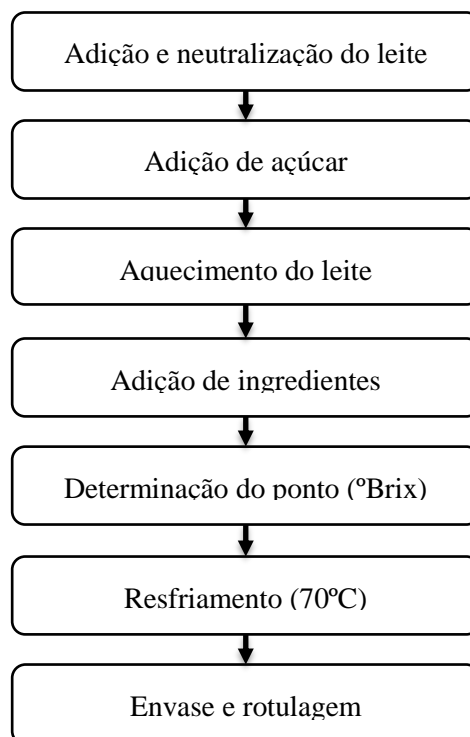 Adição e neutralização do leite
Adição de açúcar
Aquecimento do leite
Adição de ingredientes
Determinação do ponto (ºBrix)
Resfriamento (70ºC)
Envase e rotulagem